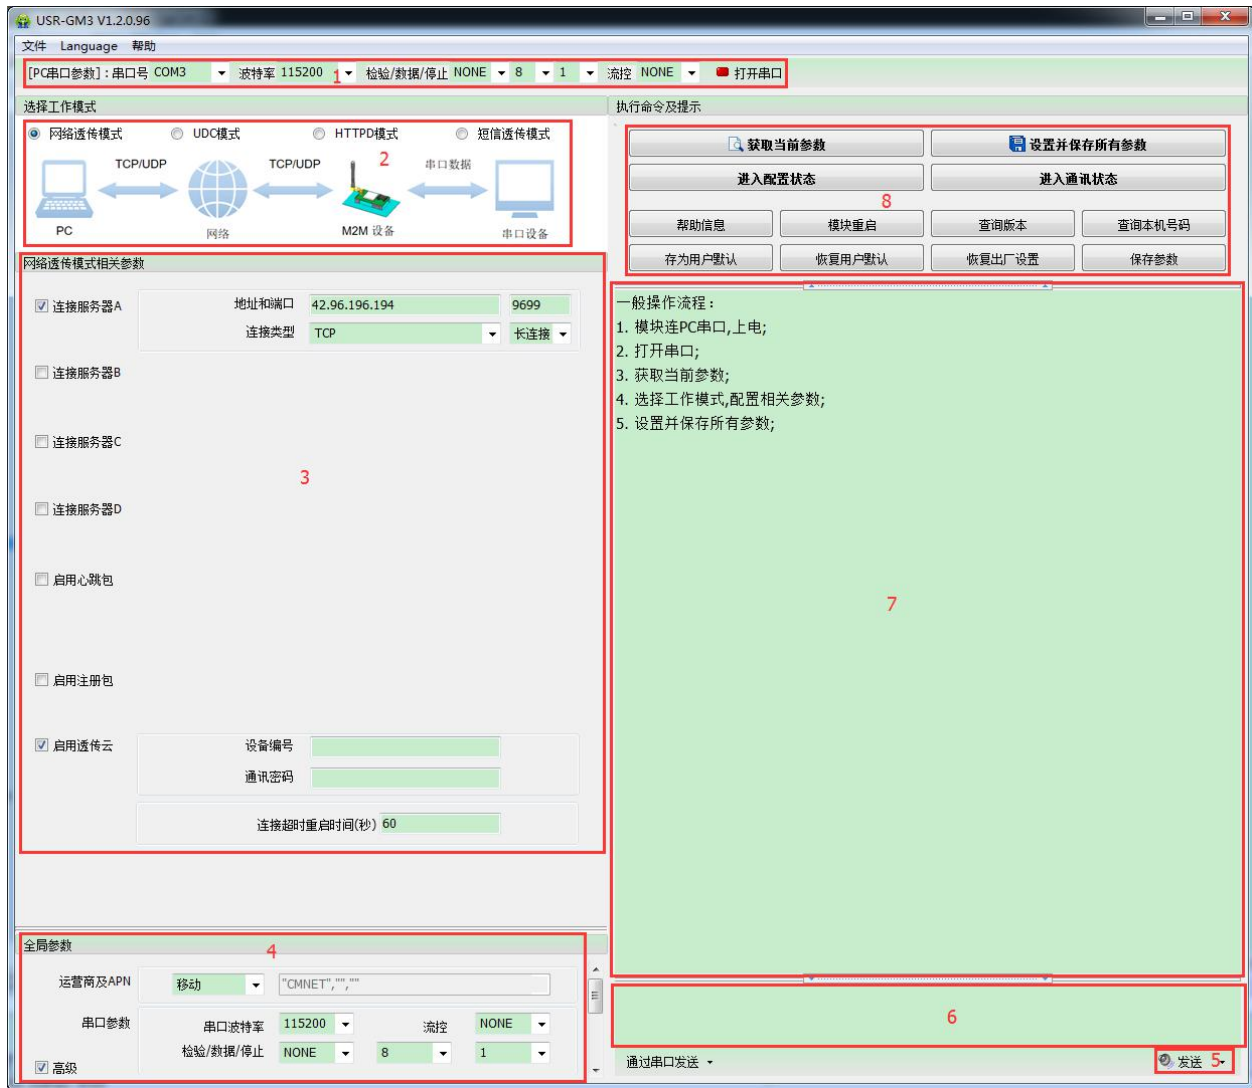 USR-GM3 V1.2.0.96
文件 Language 帮助
[PC串口参数]：串口号 COM3 波特率 115200 1 检验/数据/停止 NONE 8 1 流控 NONE 打开串口
选择工作模式
网络透传模式 UDC模式 HTTPD模式 短信透传模式
TCP/UDP TCP/UDP 2 串口数据
PC 网络 M2M 设备 串口设备
网络透传模式相关参数
连接服务器A 地址和端口 42.96.196.194 9699
连接类型 TCP 长连接
连接服务器B
连接服务器C
3
连接服务器D
启用心跳包
启用注册包
启用透传云 设备编号
通讯密码
连接超时重启时间(秒) 60
全局参数 4
运营商及APN 移动 "CMNET","",""
串口参数 串口波特率 115200 流控 NONE
检验/数据/停止 NONE 8 1
高级
执行命令及提示
获取当前参数 设置并保存所有参数
进入配置状态 进入通讯状态
8
帮助信息 模块重启 查询版本 查询本机号码
存为用户默认 恢复用户默认 恢复出厂设置 保存参数
一般操作流程：
1. 模块连PC串口,上电;
2. 打开串口;
3. 获取当前参数;
4. 选择工作模式,配置相关参数;
5. 设置并保存所有参数;
7
6
通过串口发送 发送 5